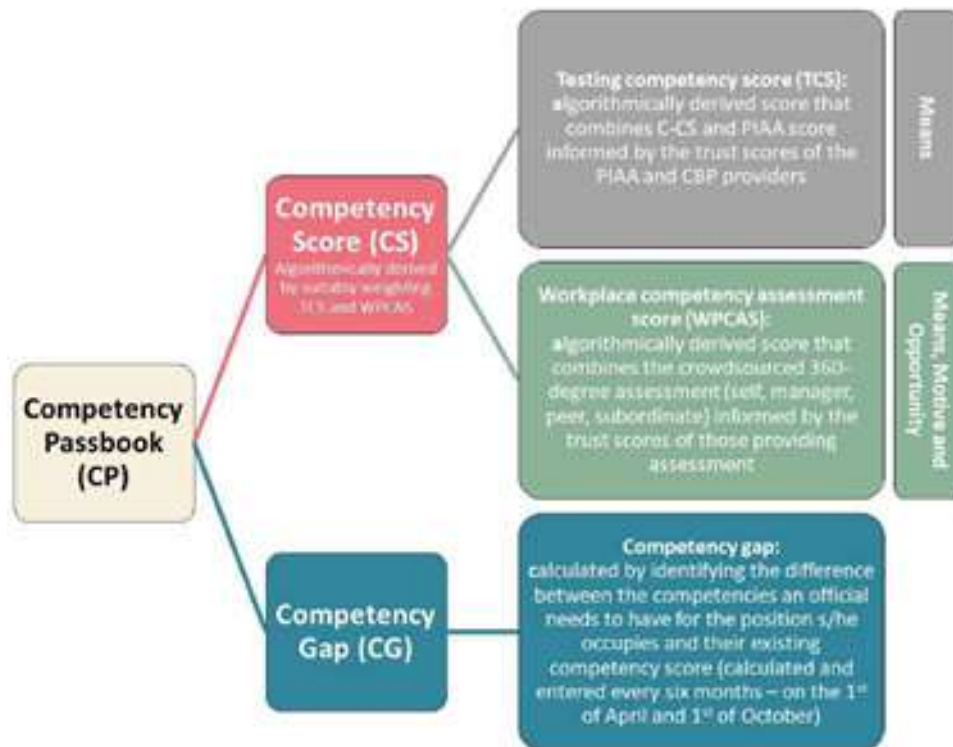 Competency
Passbook
(CP)
Competency
Score (CS)
Algorithmically derived
by suitably weighting
TCS and WPCAS
Testing competency score (TCS):
algorithmically derived score that
combines C-CS and PIAA score
informed by the trust scores of the
PIAA and CBP providers
Means
Workplace competency assessment
score (WPCAS):
algorithmically derived score that
combines the crowdsourced 360-
degree assessment (self, manager,
peer, subordinate) informed by the
trust scores of those providing
assessment
Means, Motive and
Opportunity
Competency
Gap (CG)
Competency gap:
calculated by identifying the difference
between the competencies an official
needs to have for the position s/he
occupies and their existing
competency score (calculated and
entered every six months – on the 1st
of April and 1st of October)